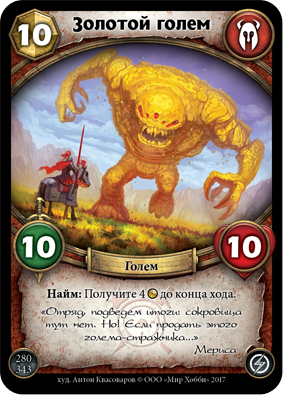 10
Золотой голем
10
10
Голем
Найм: Получите 4 до конца хода.
«Отряд, подведём итоги: сокровища
тут нет. Но! Если продать этого
голема-стражника...»
Мериса
280
343
худ. Антон Квасоваров © ООО «Мир Хобби» 2017